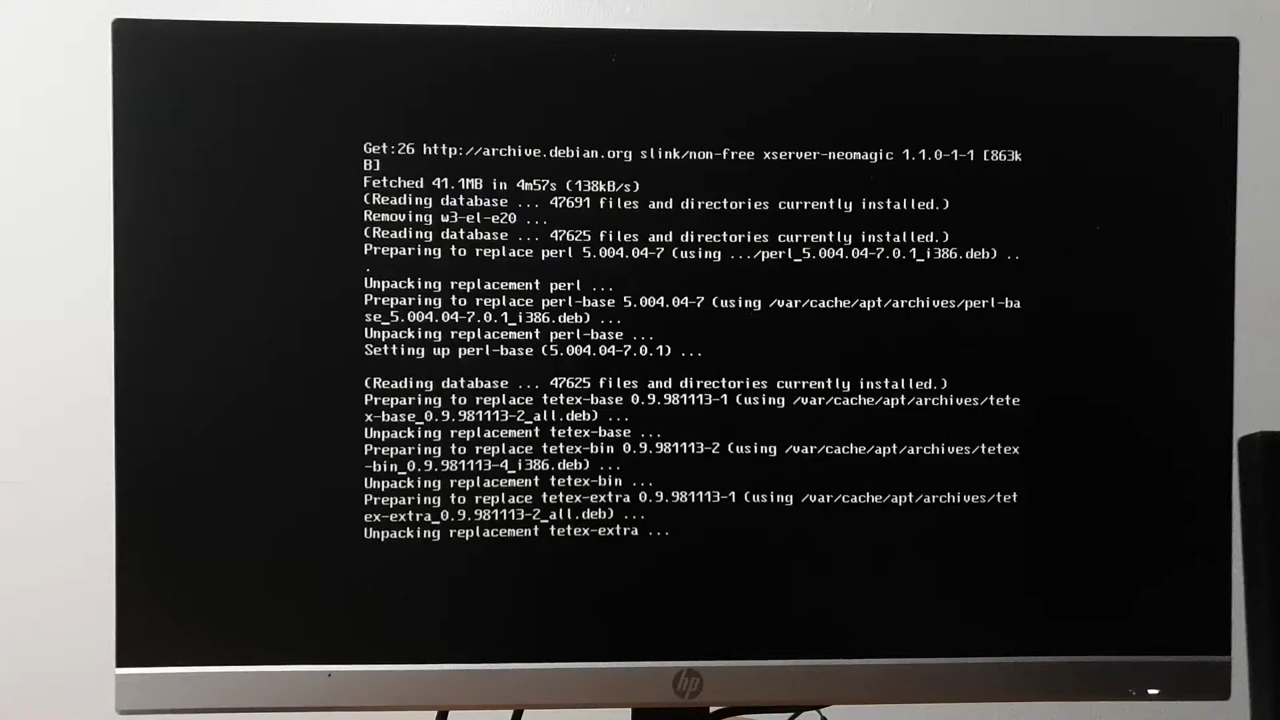 Get:26 http://archive.debian.org slink/non-free xserver-neomagic 1.1.0-1-1 [863k
B]
Fetched 41.1MB in 4m57s (138kB/s)
(Reading database ... 47691 files and directories currently installed.)
Removing w3-el-e20 ...
(Reading database ... 47625 files and directories currently installed.)
Preparing to replace perl 5.004.04-7 (using .../perl_5.004.04-7.0.1_i386.deb) ..
.
Unpacking replacement perl ...
Preparing to replace perl-base 5.004.04-7 (using /var/cache/apt/archives/perl-ba
se_5.004.04-7.0.1_i386.deb) ...
Unpacking replacement perl-base ...
Setting up perl-base (5.004.04-7.0.1) ...

(Reading database ... 47625 files and directories currently installed.)
Preparing to replace tetex-base 0.9.981113-1 (using /var/cache/apt/archives/tete
x-base_0.9.981113-2_all.deb) ...
Unpacking replacement tetex-base ...
Preparing to replace tetex-bin 0.9.981113-2 (using /var/cache/apt/archives/tetex
-bin_0.9.981113-4_i386.deb) ...
Unpacking replacement tetex-bin ...
Preparing to replace tetex-extra 0.9.981113-1 (using /var/cache/apt/archives/tet
ex-extra_0.9.981113-2_all.deb) ...
Unpacking replacement tetex-extra ...
hp